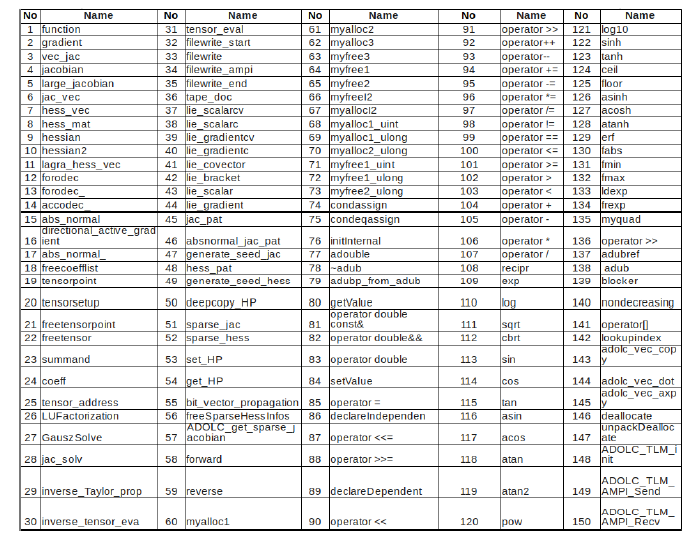 No Name No Name No Name No Name No Name
1 function 31 tensor_eval 61 myalloc2 91 operator >> 121 log10
2 gradient 32 filewrite_start 62 myalloc3 92 operator++ 122 sinh
3 vec_jac 33 filewrite 63 myfree3 93 operator-- 123 tanh
4 jacobian 34 filewrite_ampi 64 myfree1 94 operator += 124 ceil
5 large_jacobian 35 filewrite_end 65 myfree2 95 operator -= 125 floor
6 jac_vec 36 tape_doc 66 myfreeI2 96 operator *= 126 asinh
7 hess_vec 37 lie_scalarcv 67 myallocI2 97 operator /= 127 acosh
8 hess_mat 38 lie_scalarc 68 myalloc1_uint 98 operator != 128 atanh
9 hessian 39 lie_gradientcv 69 myalloc1_ulong 99 operator == 129 erf
10 hessian2 40 lie_gradientc 70 myalloc2_ulong 100 operator <= 130 fabs
11 lagra_hess_vec 41 lie_covector 71 myfree1_uint 101 operator >= 131 fmin
12 forodec 42 lie_bracket 72 myfree1_ulong 102 operator > 132 fmax
13 forodec_ 43 lie_scalar 73 myfree2_ulong 103 operator < 133 ldexp
14 accodec_ 44 lie_gradient 74 condassign 104 operator + 134 frexp
15 abs_normal 45 jac_pat 75 condeqassign 105 operator - 135 myquad
directional_active_grad
16 ient 46 absnormal_jac_pat 76 initInternal 106 operator * 136 operator >>
17 abs_normal_ 47 generate_seed_jac 77 adouble 107 operator / 137 adubref
18 freecoefflist 48 hess_pat 78 ~adub 108 recipr 138 adub
19 tensorpoint 49 generate_seed_hess 79 adubp_from_adub 109 exp 139 blocker
20 tensorsetup 50 deepcopy_HP 80 getValue 110 log 140 nondecreasing
operator double
21 freetensorpoint 51 sparse_jac 81 const& 111 sqrt 141 operator[]
22 freetensor 52 sparse_hess 82 operator double&& 112 cbrt 142 lookupindex
adolc_vec_cop
23 summand 53 set_HP 83 operator double 113 sin 143 y
24 coeff 54 get_HP 84 setValue 114 cos 144 adolc_vec_dot
adolc_vec_axp
25 tensor_address 55 bit_vector_propagation 85 operator = 115 tan 145 y
26 LUFactorization 56 freeSparseHessInfos 86 declareIndependen 116 asin 146 deallocate
ADOLC_get_sparse_j unpackDealloc
27 GauszSolve 57 acobian 87 operator <<= 117 acos 147 ate
ADOLC_TLM_i
28 jac_solv 58 forward 88 operator >>= 118 atan 148 nit
ADOLC_TLM_
29 inverse_Taylor_prop 59 reverse 89 declareDependent 119 atan2 149 AMPI_Send
ADOLC_TLM_
30 inverse_tensor_eva 60 myalloc1 90 operator << 120 pow 150 AMPI_Recv